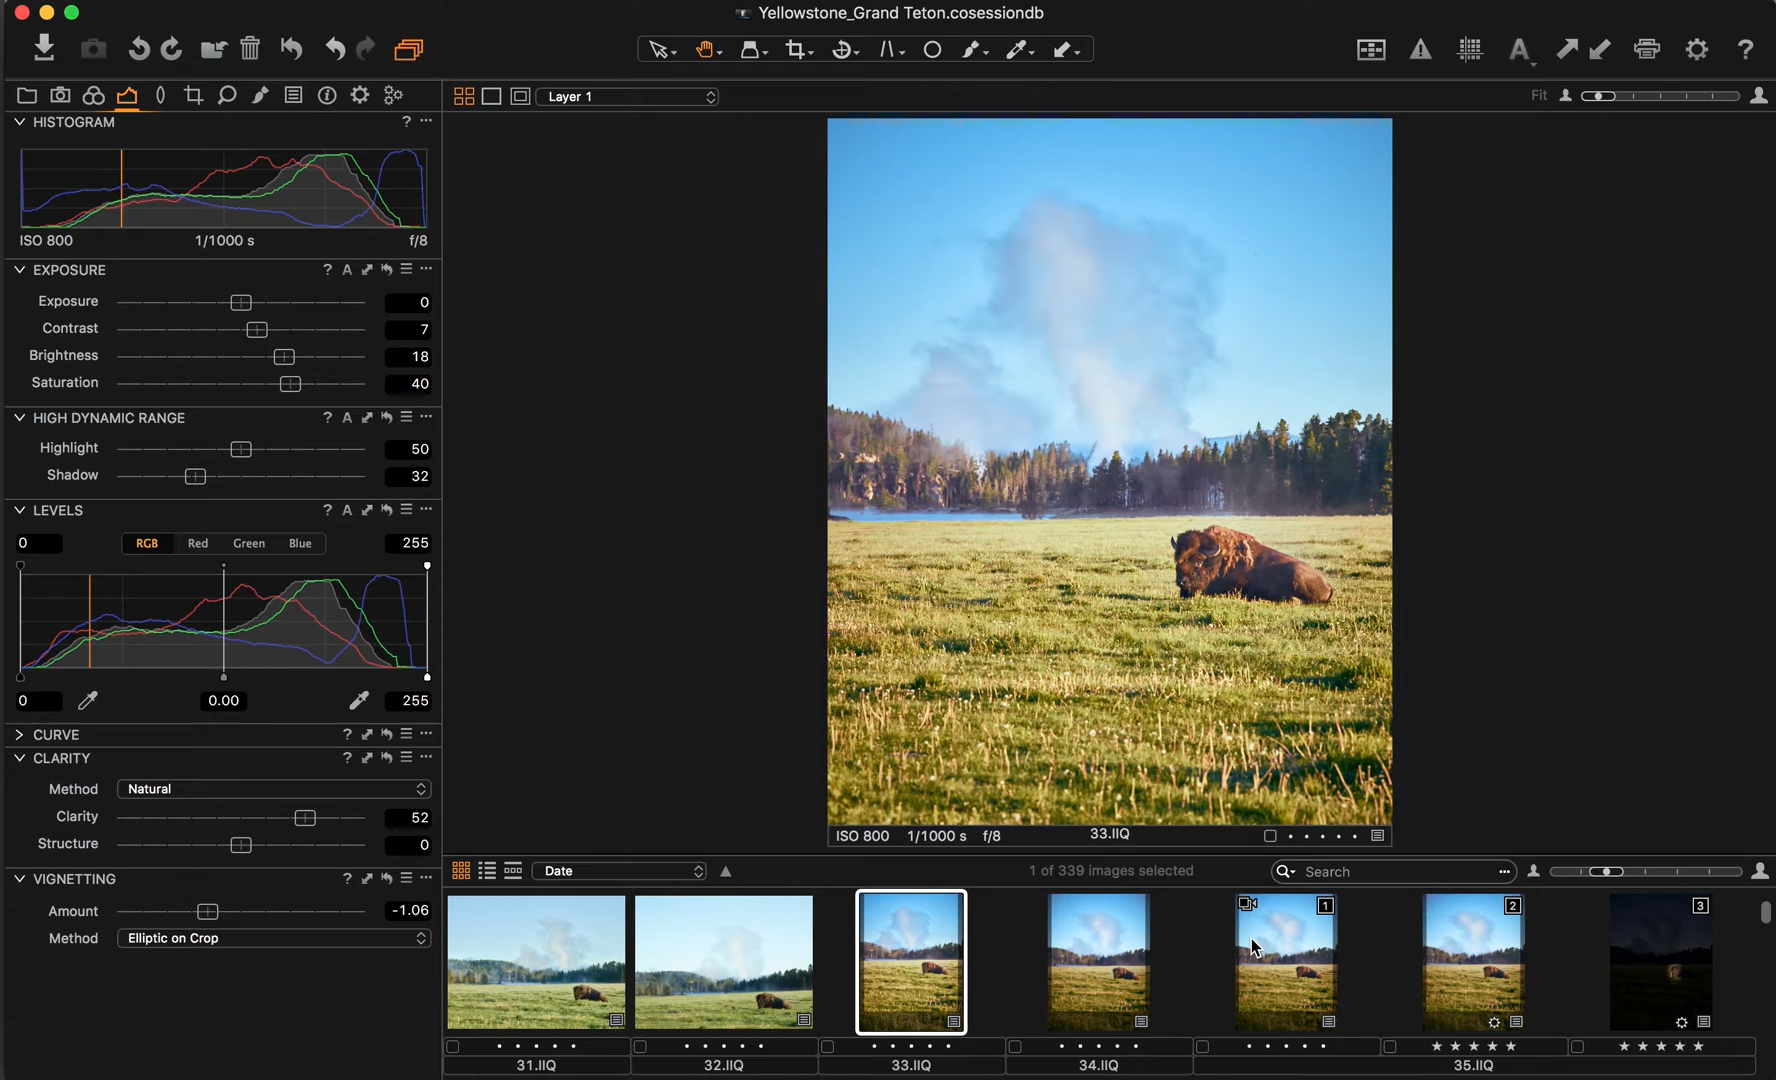 Yellowstone_Grand Teton.cosessiondb
A
?
Layer 1
Fit
HISTOGRAM
?
ISO 800
1/1000 s
f/8
EXPOSURE
? A
Exposure 0
Contrast 7
Brightness 18
Saturation 40
HIGH DYNAMIC RANGE
? A
Highlight 50
Shadow 32
LEVELS
? A
0 RGB Red Green Blue 255
0 0.00 255
CURVE
?
CLARITY
?
Method Natural
Clarity 52
Structure 0
VIGNETTING
?
Amount -1.06
Method Elliptic on Crop
ISO 800 1/1000 s f/8 33.IIQ
Date
1 of 339 images selected
Search
1
2
3
31.IIQ
32.IIQ
33.IIQ
34.IIQ
35.IIQ